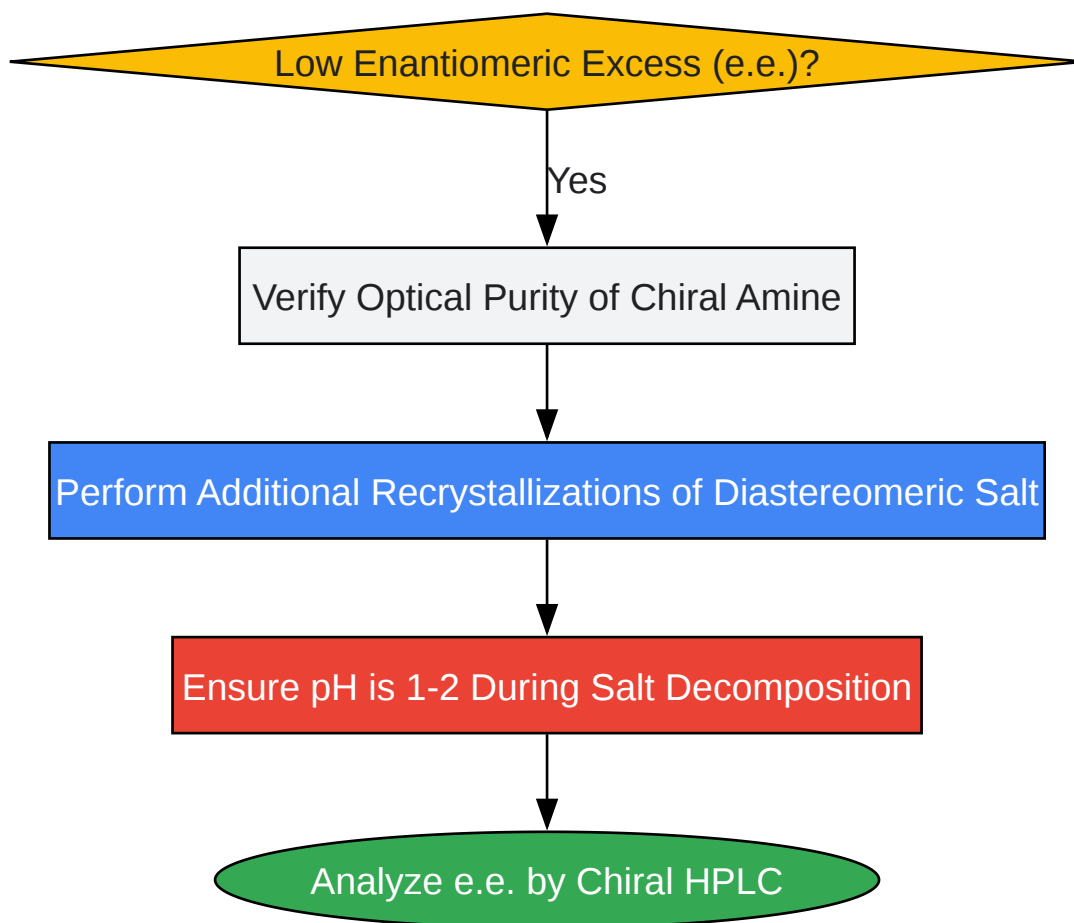 Low Enantiomeric Excess (e.e.)?
Yes
Verify Optical Purity of Chiral Amine
Perform Additional Recrystallizations of Diastereomeric Salt
Ensure pH is 1-2 During Salt Decomposition
Analyze e.e. by Chiral HPLC